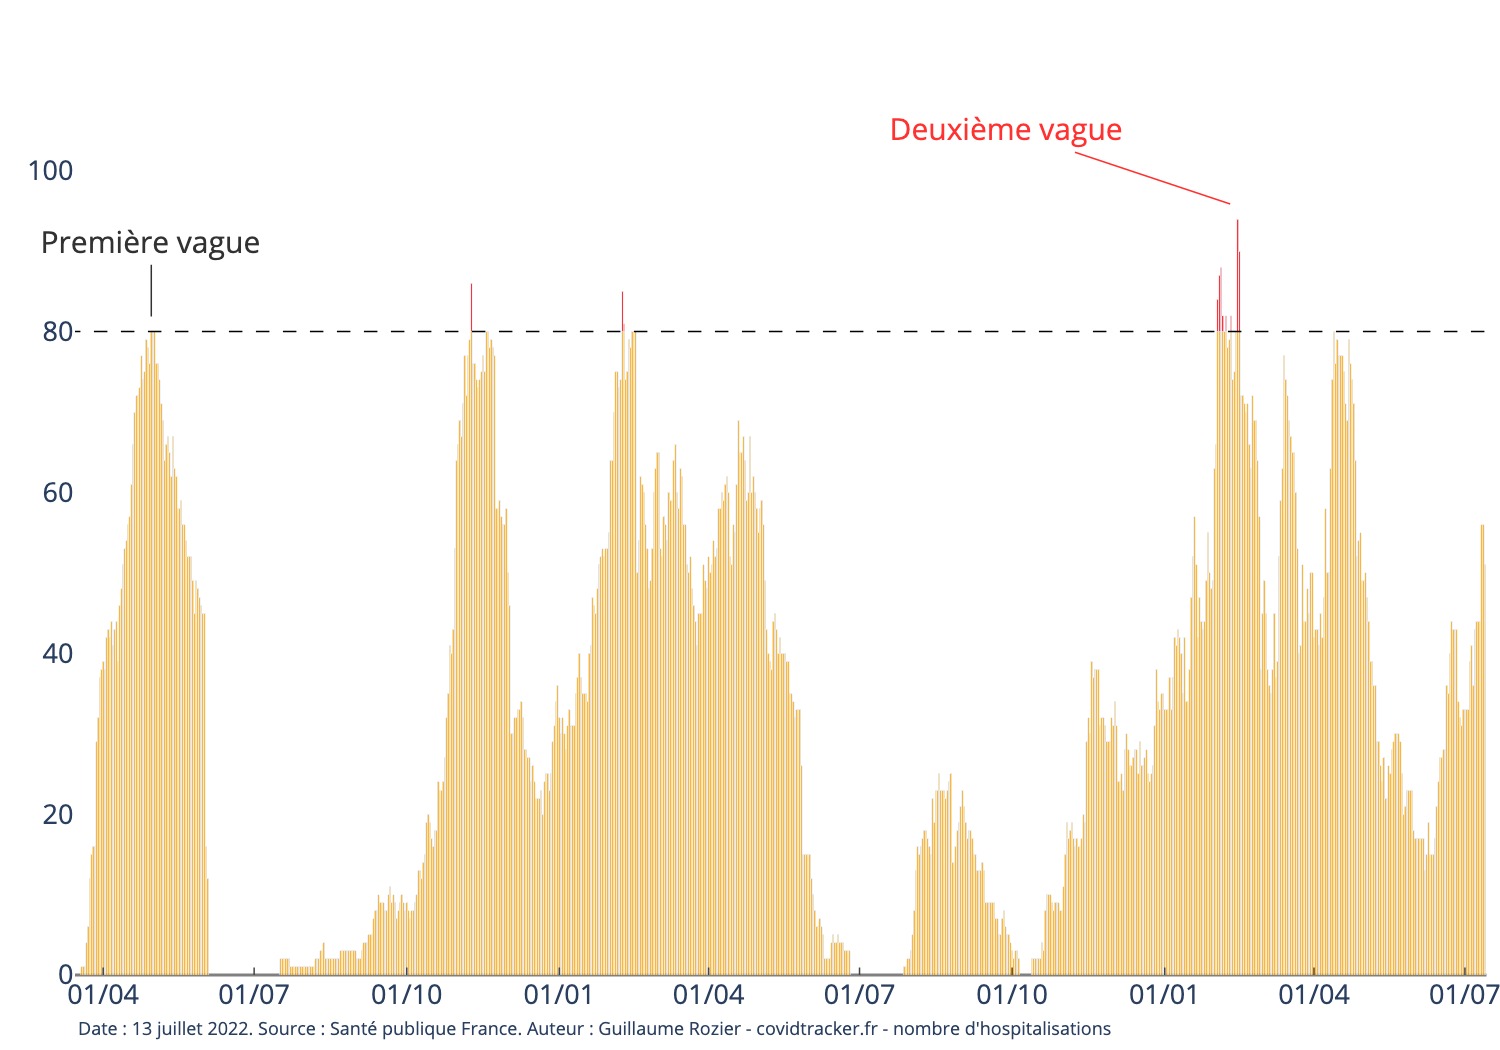 Deuxième vague
100
Première vague
80
60
40
20
0
01/04 01/07 01/10 01/01 01/04 01/07 01/10 01/01 01/04 01/07
Date : 13 juillet 2022. Source : Santé publique France. Auteur : Guillaume Rozier - covidtracker.fr - nombre d'hospitalisations